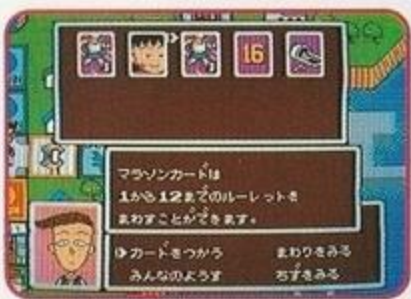 16
マラソンカードは
1から12までのルーレットを
まわすことができます。
カードをつかう まわりをみる
みんなのようす ちずをみる